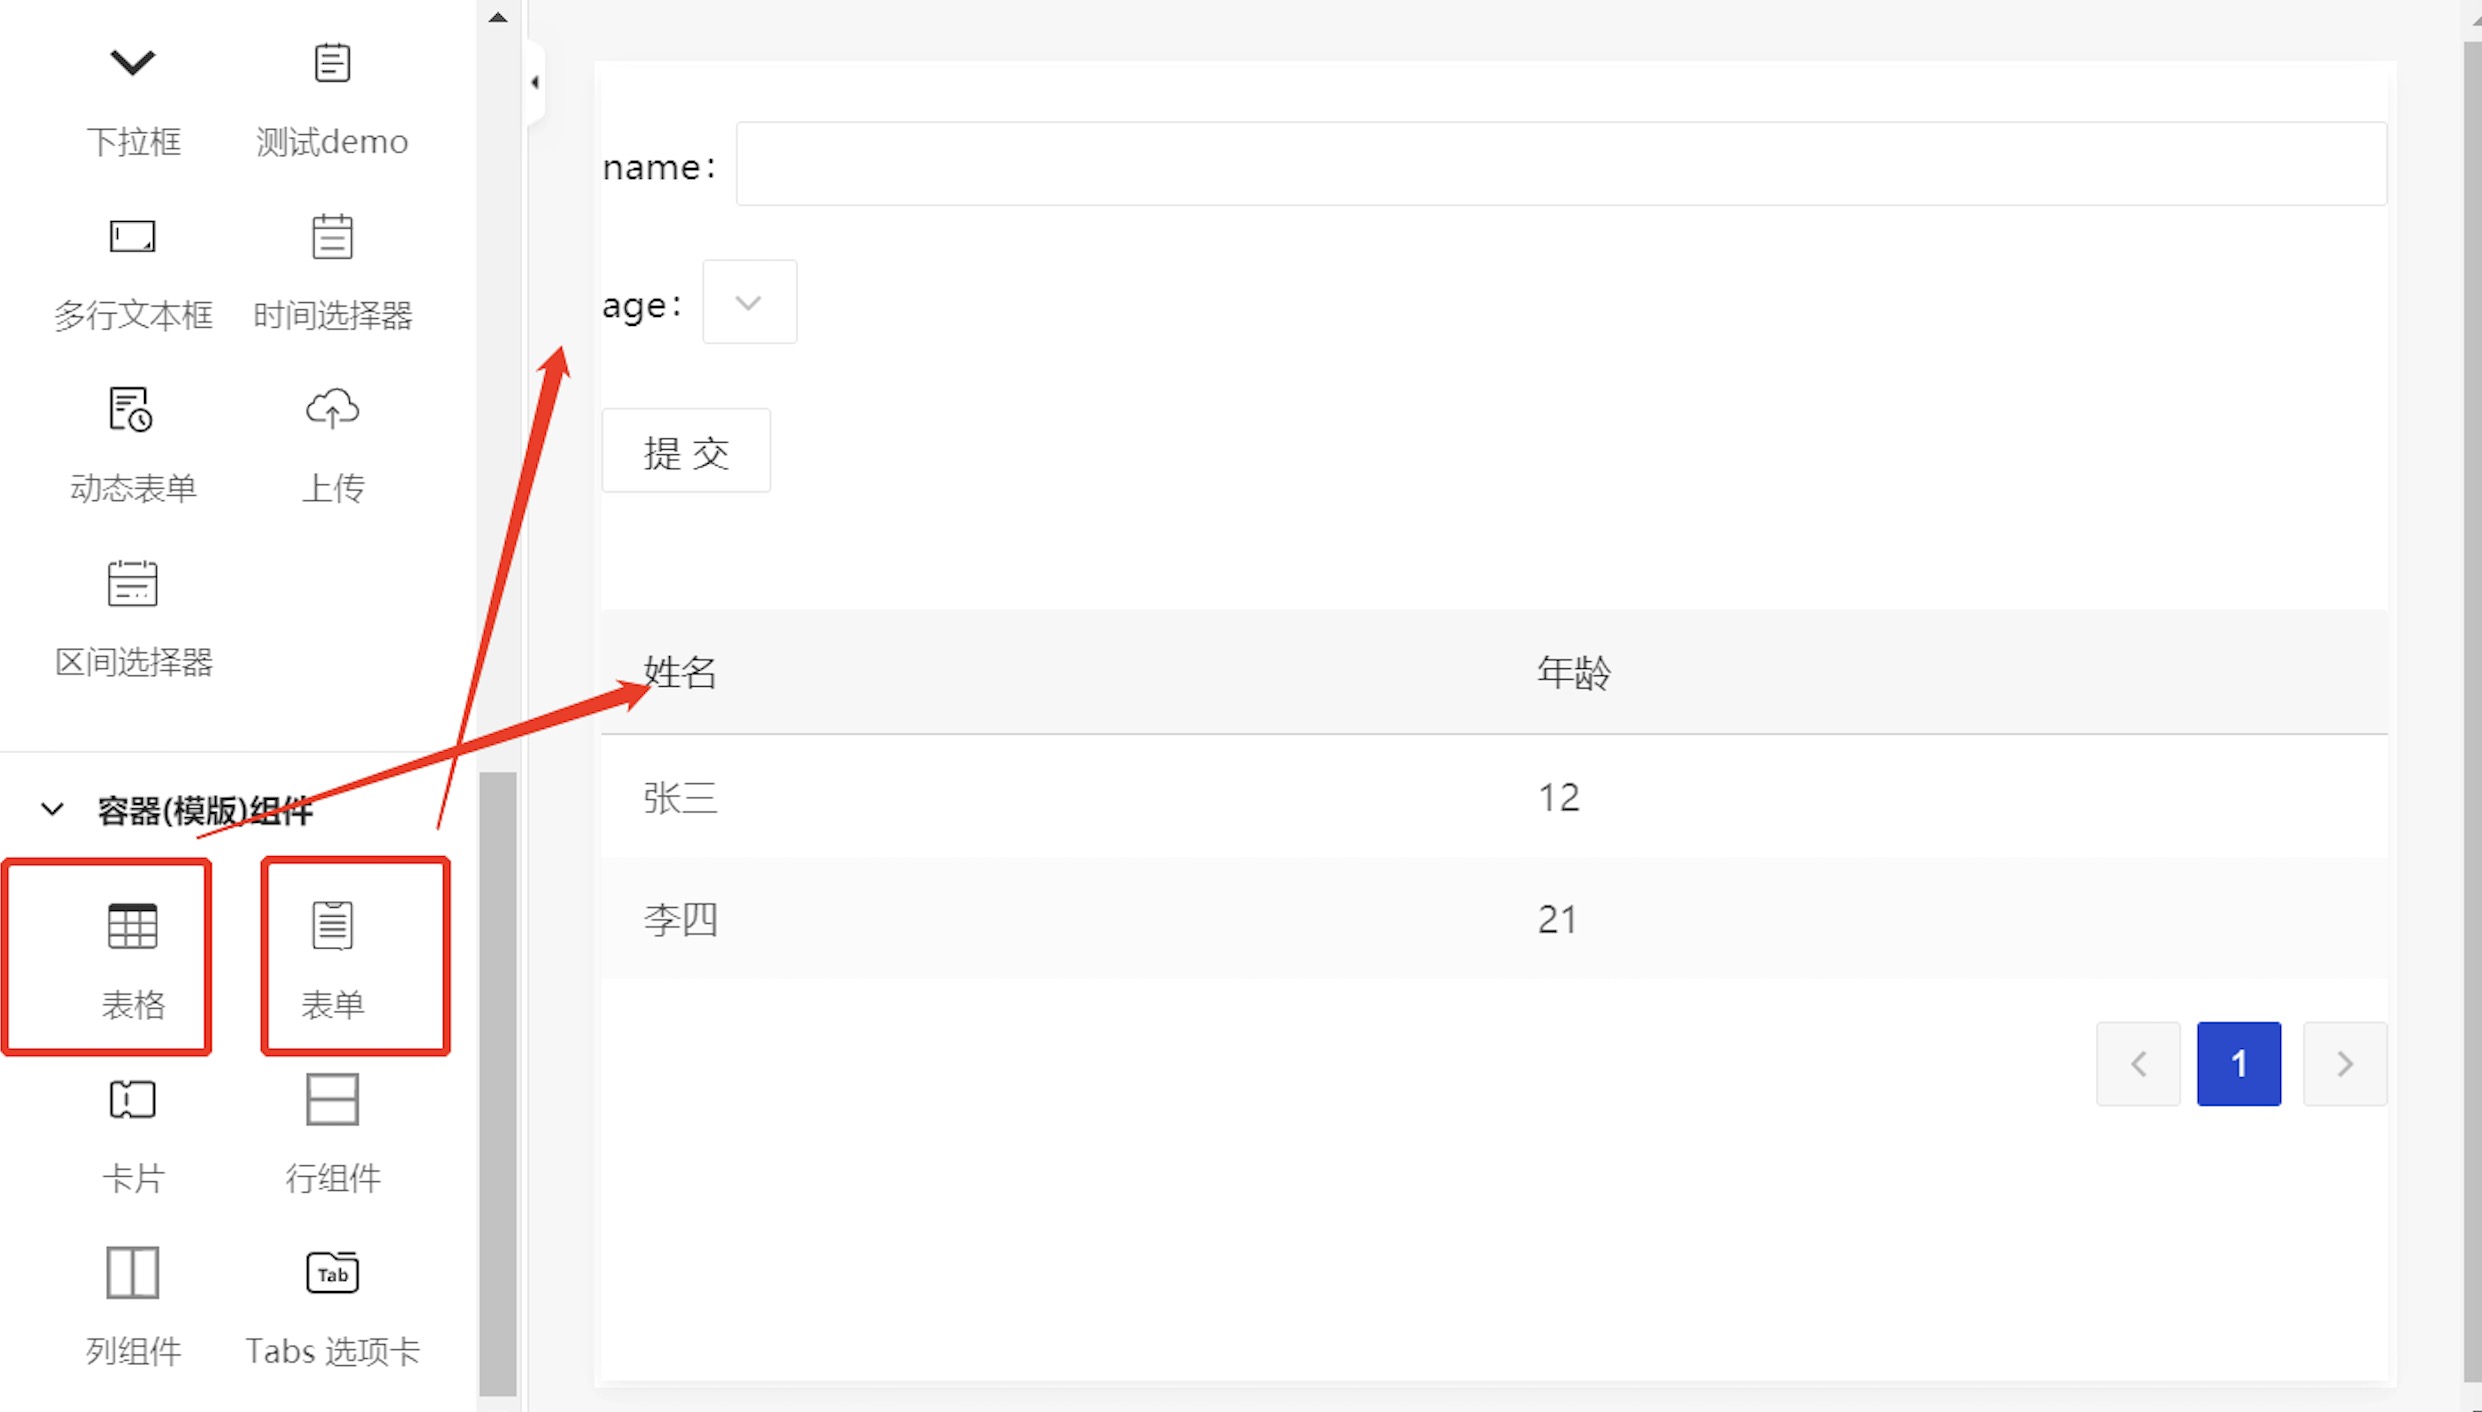 下拉框 测试demo
多行文本框 时间选择器
动态表单 上传
区间选择器
容器(模版)组件
表格 表单
卡片 行组件
Tab
列组件 Tabs 选项卡
name:
age:
提 交
姓名 年龄
张三 12
李四 21
1